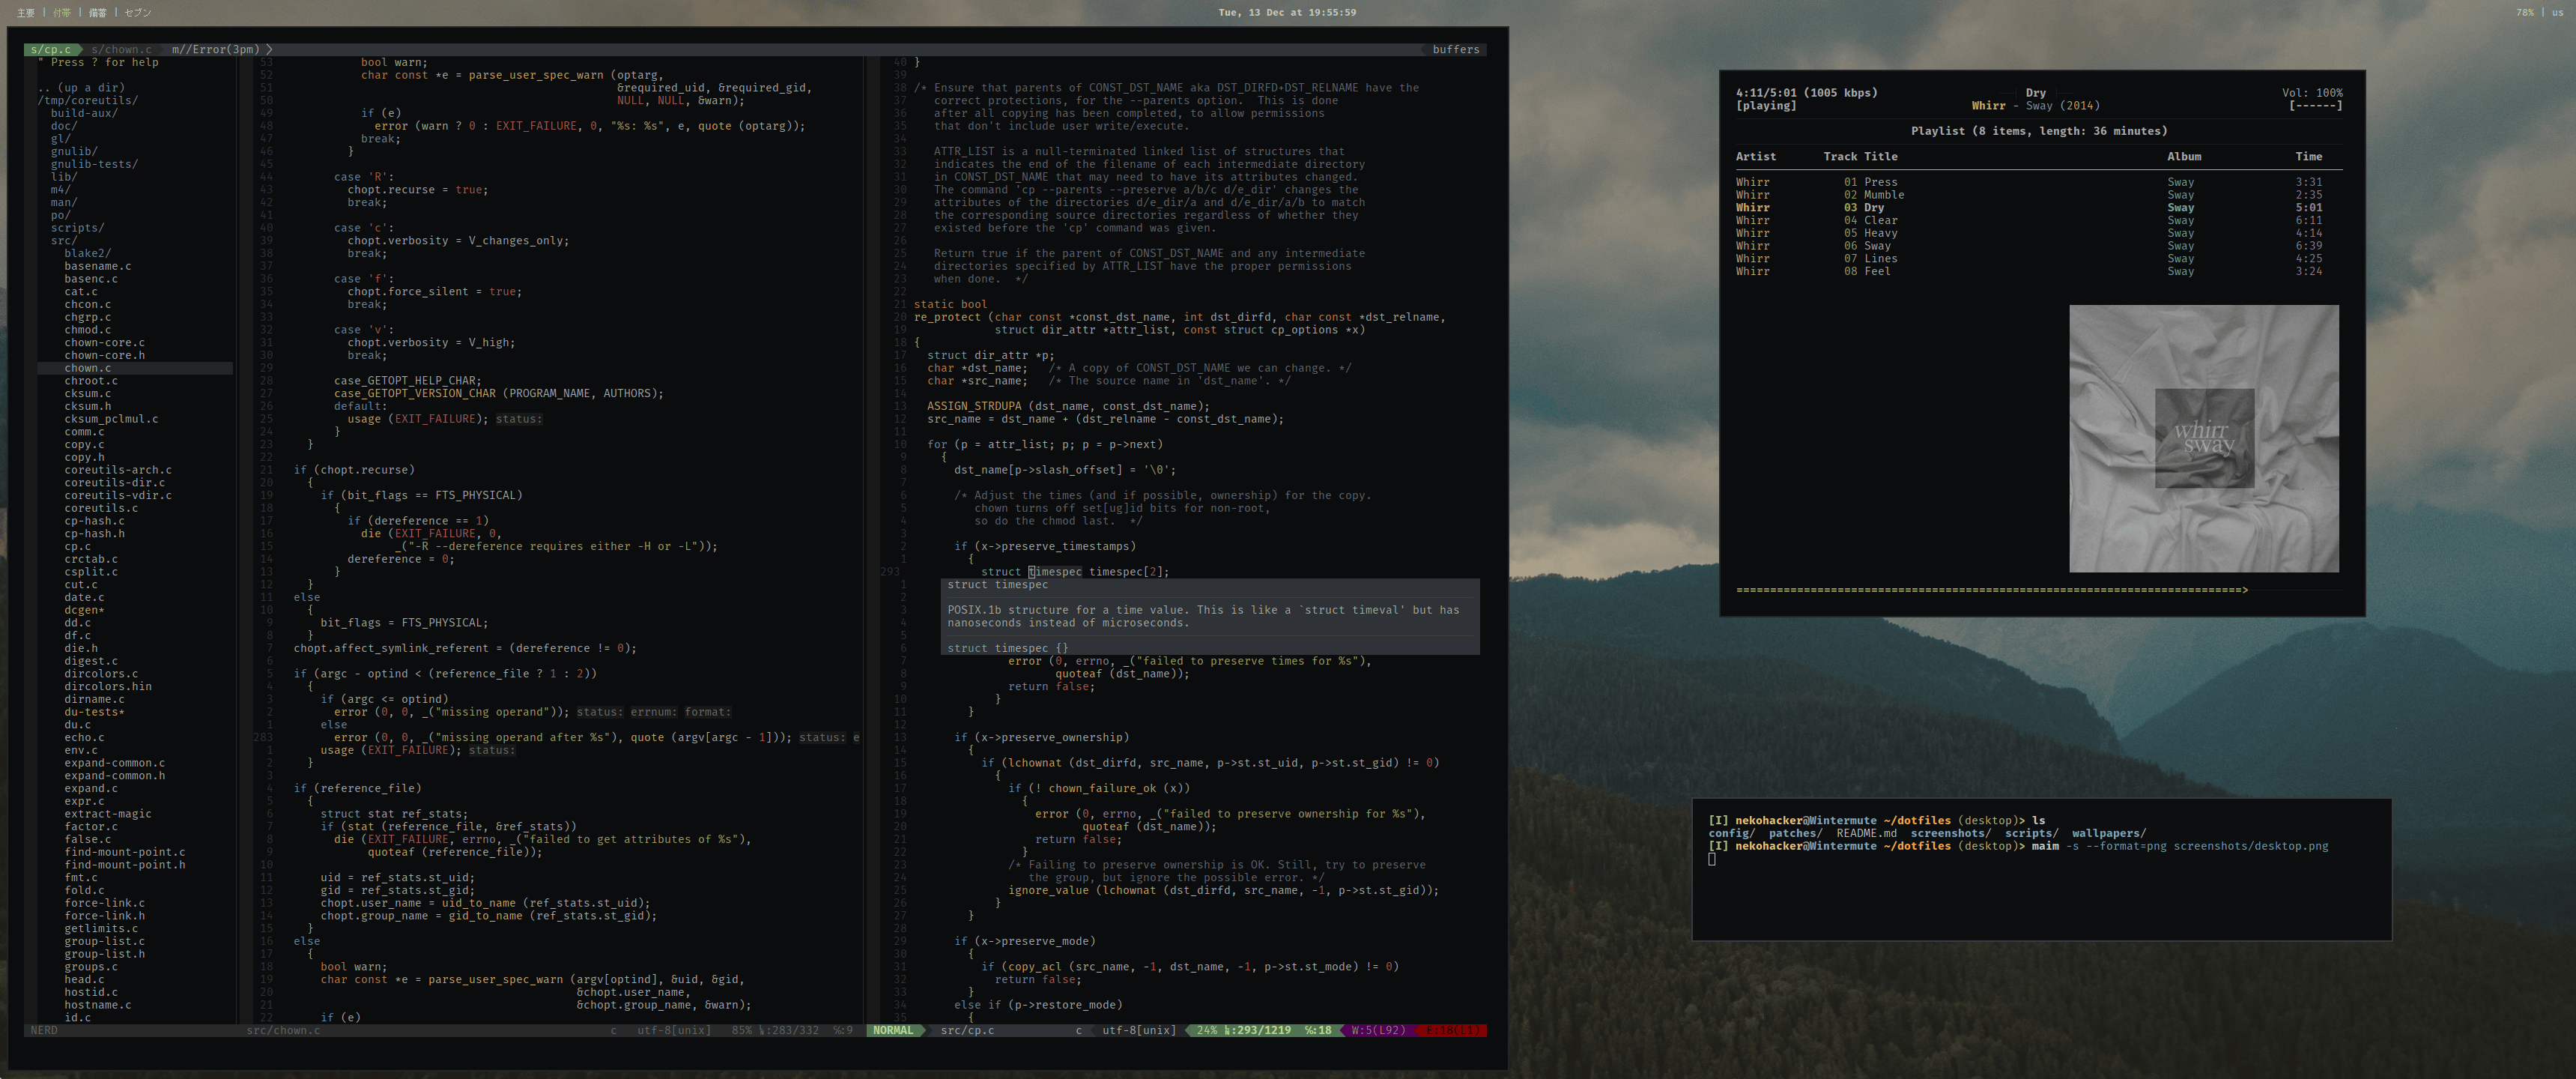 主要 | 付帯 | 備蓄 | セブン
Tue, 13 Dec at 19:55:59
78% | us
s/cp.c s/chown.c m//Error(3pm)
buffers
" Press ? for help
.. (up a dir)
/tmp/coreutils/
build-aux/
doc/
gl/
gnulib/
gnulib-tests/
lib/
m4/
man/
po/
scripts/
src/
blake2/
basename.c
basenc.c
cat.c
chcon.c
chgrp.c
chmod.c
chown-core.c
chown-core.h
chown.c
chroot.c
cksum.c
cksum.h
cksum_pclmul.c
comm.c
copy.c
copy.h
coreutils-arch.c
coreutils-dir.c
coreutils-vdir.c
coreutils.c
cp-hash.c
cp-hash.h
cp.c
crctab.c
csplit.c
cut.c
date.c
dcgen*
dd.c
df.c
die.h
digest.c
dircolors.c
dircolors.hin
dirname.c
du-tests*
du.c
echo.c
env.c
expand-common.c
expand-common.h
expand.c
expr.c
extract-magic
factor.c
false.c
find-mount-point.c
find-mount-point.h
fmt.c
fold.c
force-link.c
force-link.h
getlimits.c
group-list.c
group-list.h
groups.c
head.c
hostid.c
hostname.c
id.c
NERD
53 bool warn;
52 char const *e = parse_user_spec_warn (optarg,
51 &required_uid, &required_gid,
50 NULL, NULL, &warn);
49 if (e)
48 error (warn ? 0 : EXIT_FAILURE, 0, "%s: %s", e, quote (optarg));
47 break;
46 }
45
44 case 'R':
43 chopt.recurse = true;
42 break;
41
40 case 'c':
39 chopt.verbosity = V_changes_only;
38 break;
37
36 case 'f':
35 chopt.force_silent = true;
34 break;
33
32 case 'v':
31 chopt.verbosity = V_high;
30 break;
29
28 case_GETOPT_HELP_CHAR;
27 case_GETOPT_VERSION_CHAR (PROGRAM_NAME, AUTHORS);
26 default:
25 usage (EXIT_FAILURE); status:
24 }
23 }
22
21 if (chopt.recurse)
20 {
19 if (bit_flags == FTS_PHYSICAL)
18 {
17 if (dereference == 1)
16 die (EXIT_FAILURE, 0,
15 _("-R --dereference requires either -H or -L"));
14 dereference = 0;
13 }
12 }
11 else
10 {
9 bit_flags = FTS_PHYSICAL;
8 }
7 chopt.affect_symlink_referent = (dereference != 0);
6
5 if (argc - optind < (reference_file ? 1 : 2))
4 {
3 if (argc <= optind)
2 error (0, 0, _("missing operand")); status: errnum: format:
1 else
283 error (0, 0, _("missing operand after %s"), quote (argv[argc - 1])); status: e
1 usage (EXIT_FAILURE); status:
2 }
3
4 if (reference_file)
5 {
6 struct stat ref_stats;
7 if (stat (reference_file, &ref_stats))
8 die (EXIT_FAILURE, errno, _("failed to get attributes of %s"),
9 quoteaf (reference_file));
10
11 uid = ref_stats.st_uid;
12 gid = ref_stats.st_gid;
13 chopt.user_name = uid_to_name (ref_stats.st_uid);
14 chopt.group_name = gid_to_name (ref_stats.st_gid);
15 }
16 else
17 {
18 bool warn;
19 char const *e = parse_user_spec_warn (argv[optind], &uid, &gid,
20 &chopt.user_name,
21 &chopt.group_name, &warn);
22 if (e)
src/chown.c c utf-8[unix] 85% ㏑:283/332 ℅:9
40 }
39
38 /* Ensure that parents of CONST_DST_NAME aka DST_DIRFD+DST_RELNAME have the
37 correct protections, for the --parents option. This is done
36 after all copying has been completed, to allow permissions
35 that don't include user write/execute.
34
33 ATTR_LIST is a null-terminated linked list of structures that
32 indicates the end of the filename of each intermediate directory
31 in CONST_DST_NAME that may need to have its attributes changed.
30 The command 'cp --parents --preserve a/b/c d/e_dir' changes the
29 attributes of the directories d/e_dir/a and d/e_dir/a/b to match
28 the corresponding source directories regardless of whether they
27 existed before the 'cp' command was given.
26
25 Return true if the parent of CONST_DST_NAME and any intermediate
24 directories specified by ATTR_LIST have the proper permissions
23 when done. */
22
21 static bool
20 re_protect (char const *const_dst_name, int dst_dirfd, char const *dst_relname,
19 struct dir_attr *attr_list, const struct cp_options *x)
18 {
17 struct dir_attr *p;
16 char *dst_name; /* A copy of CONST_DST_NAME we can change. */
15 char *src_name; /* The source name in 'dst_name'. */
14
13 ASSIGN_STRDUPA (dst_name, const_dst_name);
12 src_name = dst_name + (dst_relname - const_dst_name);
11
10 for (p = attr_list; p; p = p->next)
9 {
8 dst_name[p->slash_offset] = '\0';
7
6 /* Adjust the times (and if possible, ownership) for the copy.
5 chown turns off set[ug]id bits for non-root,
4 so do the chmod last. */
3
2 if (x->preserve_timestamps)
1 {
293 struct timespec timespec[2];
1 struct timespec
2
3 POSIX.1b structure for a time value. This is like a `struct timeval' but has
4 nanoseconds instead of microseconds.
5
6 struct timespec {}
7 error (0, errno, _("failed to preserve times for %s"),
8 quoteaf (dst_name));
9 return false;
10 }
11 }
12
13 if (x->preserve_ownership)
14 {
15 if (lchownat (dst_dirfd, src_name, p->st.st_uid, p->st.st_gid) != 0)
16 {
17 if (! chown_failure_ok (x))
18 {
19 error (0, errno, _("failed to preserve ownership for %s"),
20 quoteaf (dst_name));
21 return false;
22 }
23 /* Failing to preserve ownership is OK. Still, try to preserve
24 the group, but ignore the possible error. */
25 ignore_value (lchownat (dst_dirfd, src_name, -1, p->st.st_gid));
26 }
27 }
28
29 if (x->preserve_mode)
30 {
31 if (copy_acl (src_name, -1, dst_name, -1, p->st.st_mode) != 0)
32 return false;
33 }
34 else if (p->restore_mode)
35 {
NORMAL src/cp.c c utf-8[unix] 24% ㏑:293/1219 ℅:18 W:5(L92) E:18(L1)
4:11/5:01 (1005 kbps) Dry Vol: 100%
[playing] Whirr - Sway (2014) [------]
Playlist (8 items, length: 36 minutes)
Artist Track Title Album Time
Whirr 01 Press Sway 3:31
Whirr 02 Mumble Sway 2:35
Whirr 03 Dry Sway 5:01
Whirr 04 Clear Sway 6:11
Whirr 05 Heavy Sway 4:14
Whirr 06 Sway Sway 6:39
Whirr 07 Lines Sway 4:25
Whirr 08 Feel Sway 3:24
whirr
sway
[I] nekohacker@Wintermute ~/dotfiles (desktop)> ls
config/ patches/ README.md screenshots/ scripts/ wallpapers/
[I] nekohacker@Wintermute ~/dotfiles (desktop)> maim -s --format=png screenshots/desktop.png